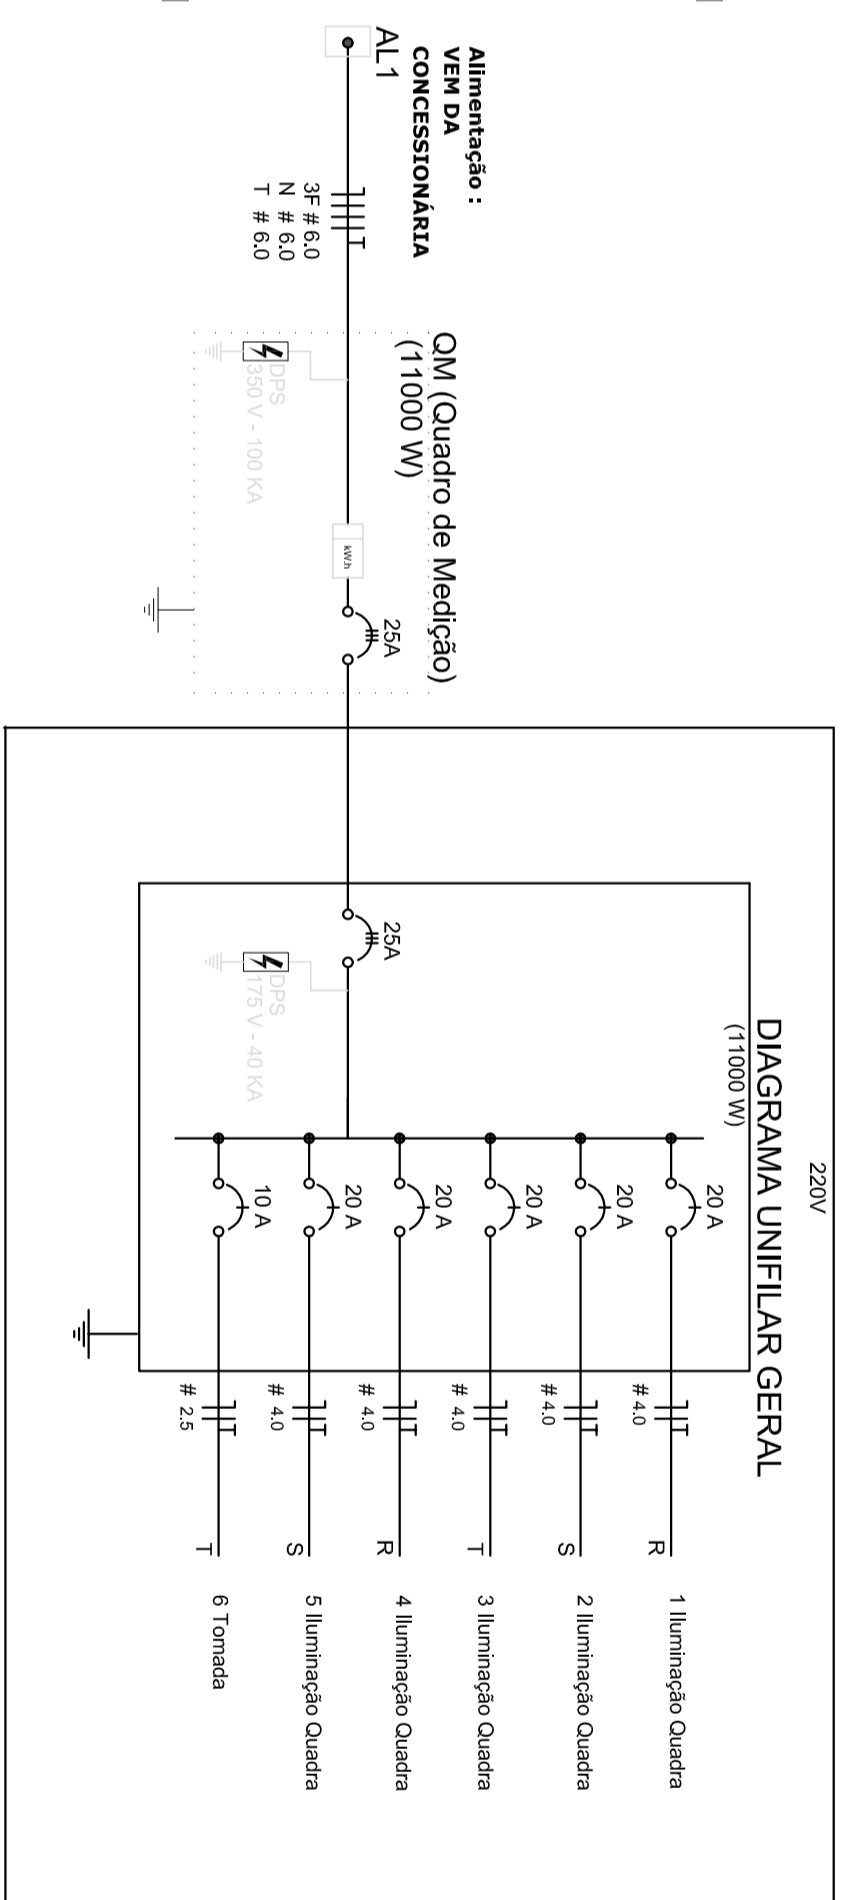 Alimentação :
VEM DA
CONCESSIONÁRIA
AL1
3F # 6.0
N # 6.0
T # 6.0
QM (Quadro de Medição)
(11000 W)
DPS
350 V - 100 KA
kW.h
25A
220V
DIAGRAMA UNIFILAR GERAL
(11000 W)
25A
DPS
175 V - 40 KA
20 A
# 4.0
R
1 Iluminação Quadra
20 A
# 4.0
S
2 Iluminação Quadra
20 A
# 4.0
T
3 Iluminação Quadra
20 A
# 4.0
R
4 Iluminação Quadra
20 A
# 4.0
S
5 Iluminação Quadra
10 A
# 2.5
T
6 Tomada